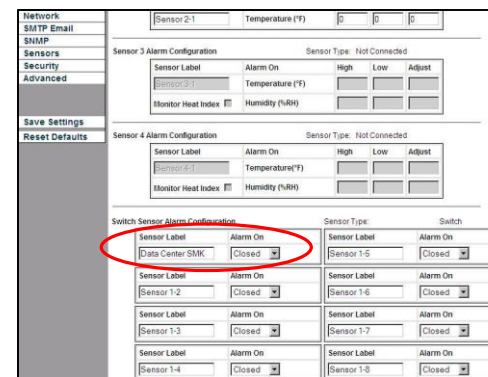 Network
SMTP Email
SNMP
Sensors
Security
Advanced
Save Settings
Reset Defaults
Sensor 2-1 Temperature (°F) 0 0 0
Sensor 3 Alarm Configuration Sensor Type: Not Connected
Sensor Label Alarm On High Low Adjust
Sensor 3-1 Temperature (°F)
Monitor Heat Index Humidity (%RH)
Sensor 4 Alarm Configuration Sensor Type: Not Connected
Sensor Label Alarm On High Low Adjust
Sensor 4-1 Temperature(°F)
Monitor Heat Index Humidity (%RH)
Switch Sensor Alarm Configuration Sensor Type: Switch
Sensor Label Alarm On Sensor Label Alarm On
Data Center SMK Closed Sensor 1-5 Closed
Sensor Label Alarm On Sensor Label Alarm On
Sensor 1-2 Closed Sensor 1-6 Closed
Sensor Label Alarm On Sensor Label Alarm On
Sensor 1-3 Closed Sensor 1-7 Closed
Sensor Label Alarm On Sensor Label Alarm On
Sensor 1-4 Closed Sensor 1-8 Closed